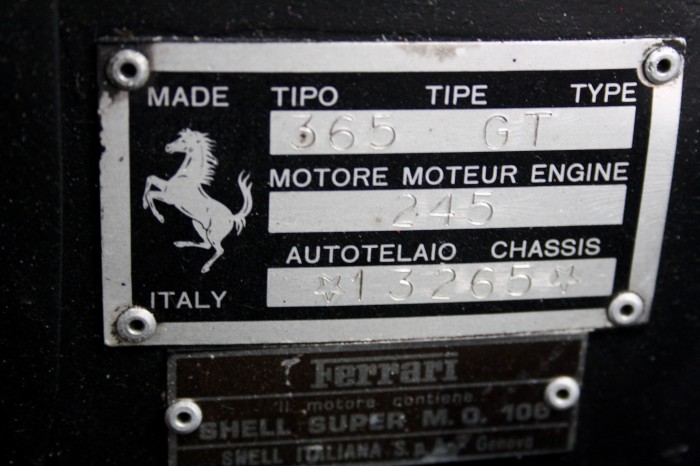 MADE TIPO TIPE TYPE
365 GT
MOTORE MOTEUR ENGINE
245
AUTOTELAIO CHASSIS
☆13265☆
ITALY
Ferrari
Il motore contiene
SHELL SUPER M.O. 100
SHELL ITALIANA S.p.A. Genova